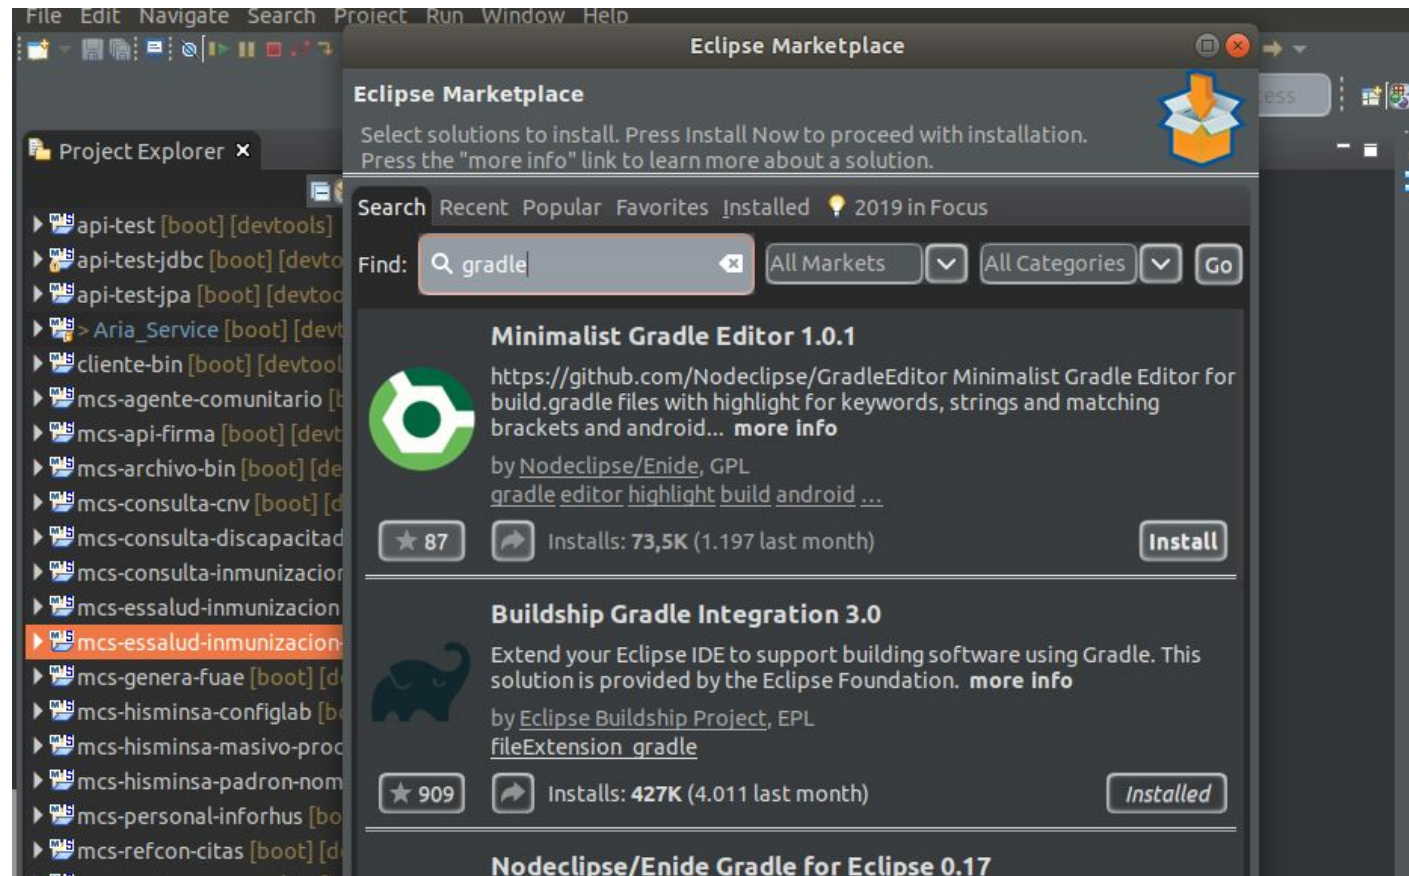 File Edit Navigate Search Project Run Window Help
Eclipse Marketplace
Eclipse Marketplace
Select solutions to install. Press Install Now to proceed with installation.
Press the "more info" link to learn more about a solution.
Project Explorer
Search Recent Popular Favorites Installed 2019 in Focus
Find: gradle All Markets All Categories Go
api-test [boot] [devtools]
api-test-jdbc [boot] [devto
api-test-jpa [boot] [devtoo
> Aria_Service [boot] [devt
cliente-bin [boot] [devtool
mcs-agente-comunitario [b
mcs-api-firma [boot] [devt
mcs-archivo-bin [boot] [de
mcs-consulta-cnv [boot] [d
mcs-consulta-discapacitad
mcs-consulta-inmunizacion
mcs-essalud-inmunizacion
mcs-essalud-inmunizacion-
mcs-genera-fuae [boot] [de
mcs-hisminsa-configlab [bo
mcs-hisminsa-masivo-proc
mcs-hisminsa-padron-nom
mcs-personal-inforhus [bo
mcs-refcon-citas [boot] [d
Minimalist Gradle Editor 1.0.1
https://github.com/Nodeclipse/GradleEditor Minimalist Gradle Editor for
build.gradle files with highlight for keywords, strings and matching
brackets and android... more info
by Nodeclipse/Enide, GPL
gradle editor highlight build android ...
87 Installs: 73,5K (1.197 last month) Install
Buildship Gradle Integration 3.0
Extend your Eclipse IDE to support building software using Gradle. This
solution is provided by the Eclipse Foundation. more info
by Eclipse Buildship Project, EPL
fileExtension_gradle
909 Installs: 427K (4.011 last month) Installed
Nodeclipse/Enide Gradle for Eclipse 0.17